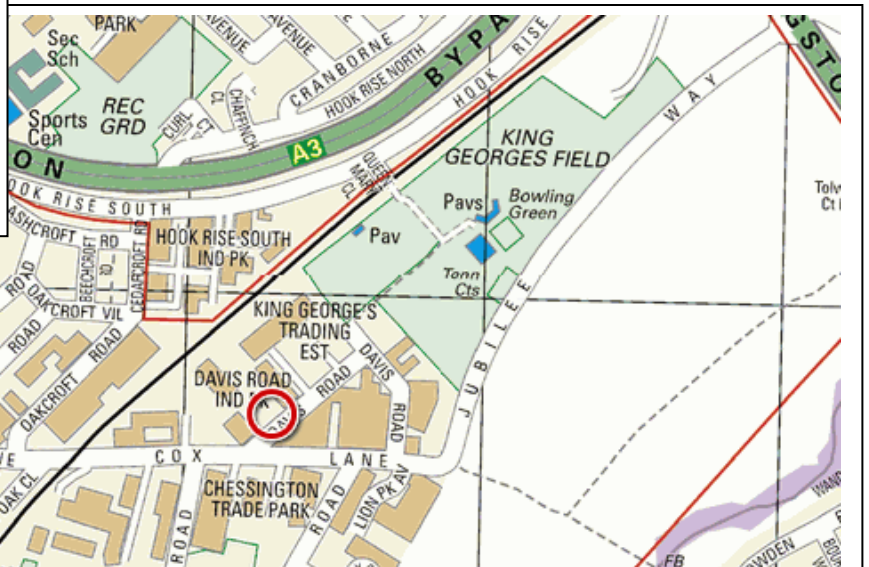 PARK
AVENUE
AVENUE
Sec
Sch
CRANBORNE
HOOK RISE NORTH
BYPA
HOOK RISE
GSTO
REC
GRD
CURL
CT
CHAFFINCH
CL
Sports
Cen
ON
A3
WAY
KING
GEORGES FIELD
QUEEN
MARY
CL
OOK RISE SOUTH
Pavs
Bowling
Green
Tolw
Ct
ASHCROFT RD
BEECHCROFT
RD
CEDARCROFT RD
HOOK RISE SOUTH
IND PK
Pav
Tenn
Cts
ROAD
OAKCROFT VIL
KING GEORGE'S
TRADING
EST
JUBILEE
ROAD
OAKCROFT ROAD
DAVIS
ROAD
DAVIS ROAD
IND
ROAD
COX LANE
OAK CL
CHESSINGTON
TRADE PARK
ROAD
ROAD
LION PK AV
WAND
OWDEN
FB